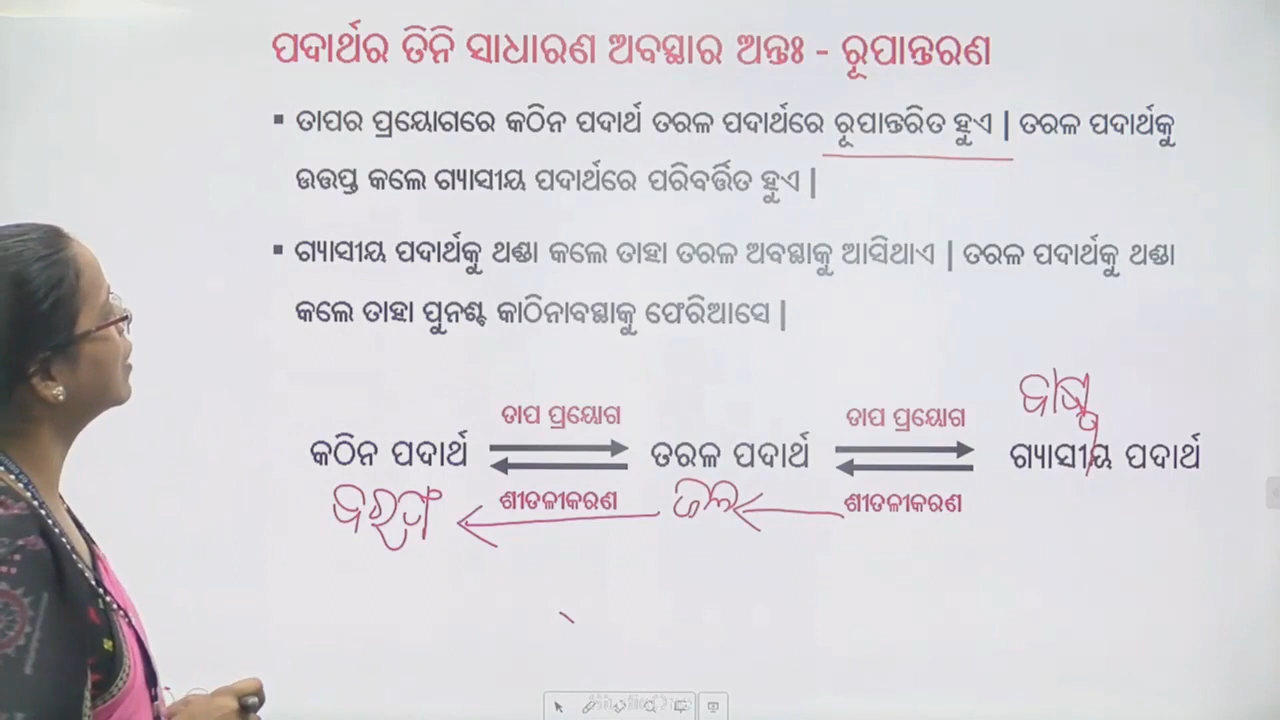 ପଦାର୍ଥର ତିନି ସାଧାରଣ ଅବସ୍ଥାର ଅନ୍ତଃ - ରୂପାନ୍ତରଣ
▪ ତାପର ପ୍ରୟୋଗରେ କଠିନ ପଦାର୍ଥ ତରଳ ପଦାର୍ଥରେ ରୂପାନ୍ତରିତ ହୁଏ | ତରଳ ପଦାର୍ଥକୁ
ଉତ୍ତପ୍ତ କଲେ ଗ୍ୟାସୀୟ ପଦାର୍ଥରେ ପରିବର୍ତ୍ତିତ ହୁଏ |
▪ ଗ୍ୟାସୀୟ ପଦାର୍ଥକୁ ଥଣ୍ଡା କଲେ ତାହା ତରଳ ଅବସ୍ଥାକୁ ଆସିଥାଏ | ତରଳ ପଦାର୍ଥକୁ ଥଣ୍ଡା
କଲେ ତାହା ପୁନଶ୍ଚ କାଠିନାବସ୍ଥାକୁ ଫେରିଆସେ |
ବାଷ୍ପ
ତାପ ପ୍ରୟୋଗ ତାପ ପ୍ରୟୋଗ
କଠିନ ପଦାର୍ଥ ତରଳ ପଦାର୍ଥ ଗ୍ୟାସୀୟ ପଦାର୍ଥ
ଶୀତଳୀକରଣ ଶୀତଳୀକରଣ
ବରଫ ଜଳ